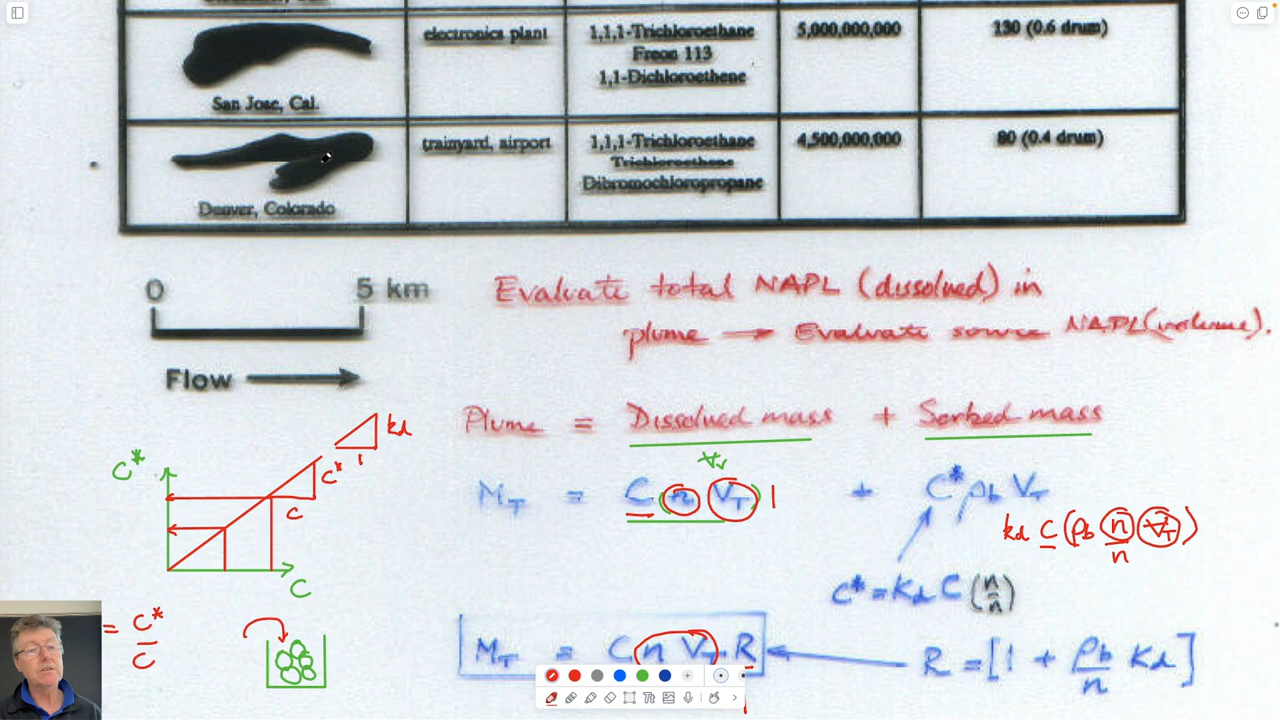 electronics plant
1,1,1-Trichloroethane
Freon 113
1,1-Dichloroethene
5,000,000,000
130 (0.6 drum)
San Jose, Cal.
trainyard, airport
1,1,1-Trichloroethane
Trichloroethene
Dibromochloropropane
4,500,000,000
80 (0.4 drum)
Denver, Colorado
0 5 km
Flow
Evaluate total NAPL (dissolved) in
plume → Evaluate source NAPL (volume).
Plume = Dissolved mass + Sorbed mass
M_T = C n V_T 1 + C* ρb V_T
kd C (ρb n/n V_T)
C* = Kd C (n/n)
M_T = C n V_T R ← R = [1 + ρb/n Kd]
C*
C
kd
1
C*
C
= C*/C